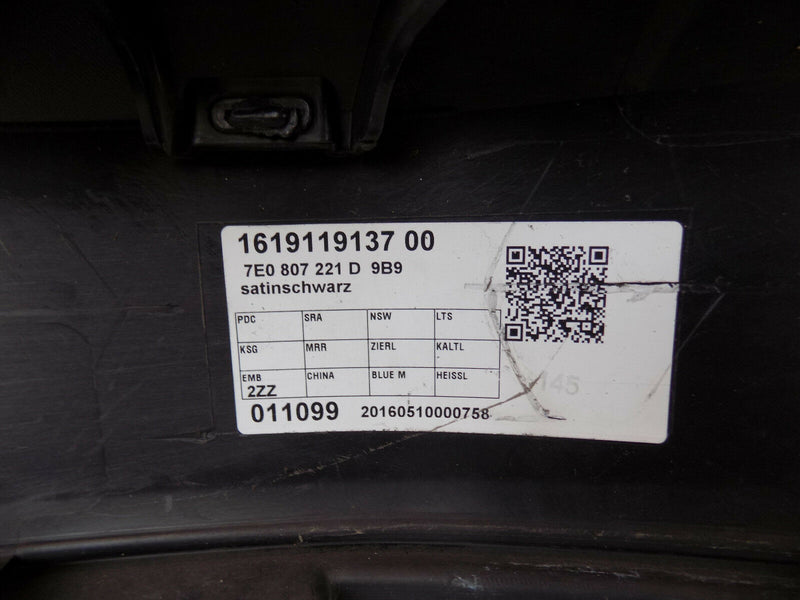 1619119137 00
7E0 807 221 D 9B9
satinschwarz
PDC SRA NSW LTS
KSG MRR ZIERL KALTL
EMB CHINA BLUE M HEISSL
2ZZ
011099 20160510000758
145